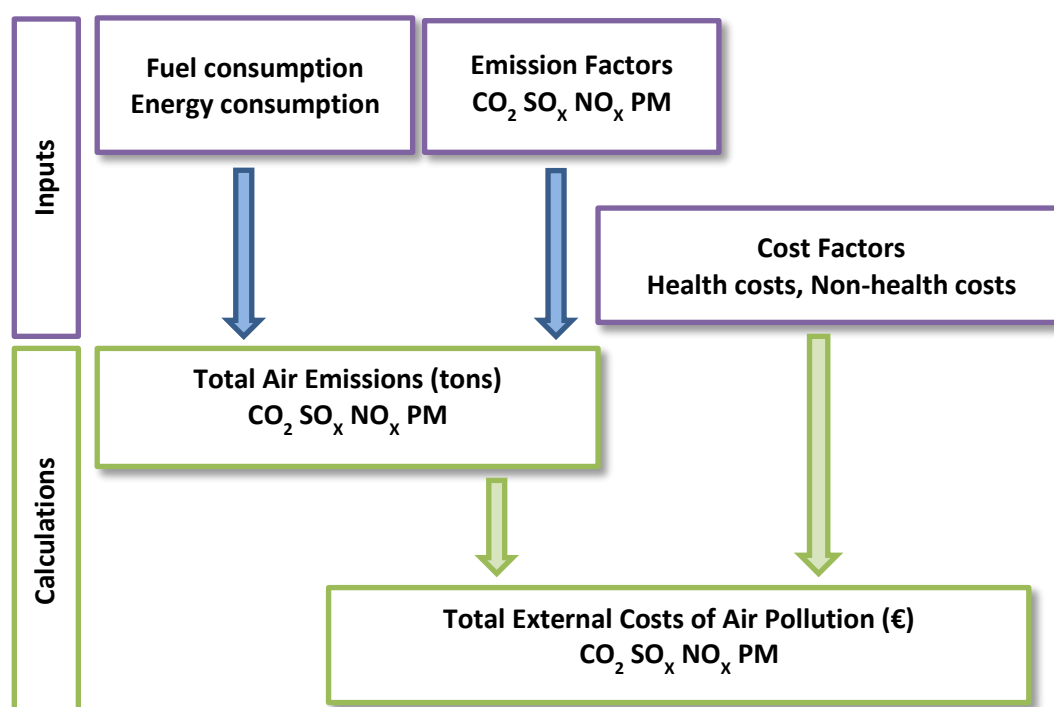 Inputs
Fuel consumption
Energy consumption
Emission Factors
CO₂ SOₓ NOₓ PM
Cost Factors
Health costs, Non-health costs
Calculations
Total Air Emissions (tons)
CO₂ SOₓ NOₓ PM
Total External Costs of Air Pollution (€)
CO₂ SOₓ NOₓ PM